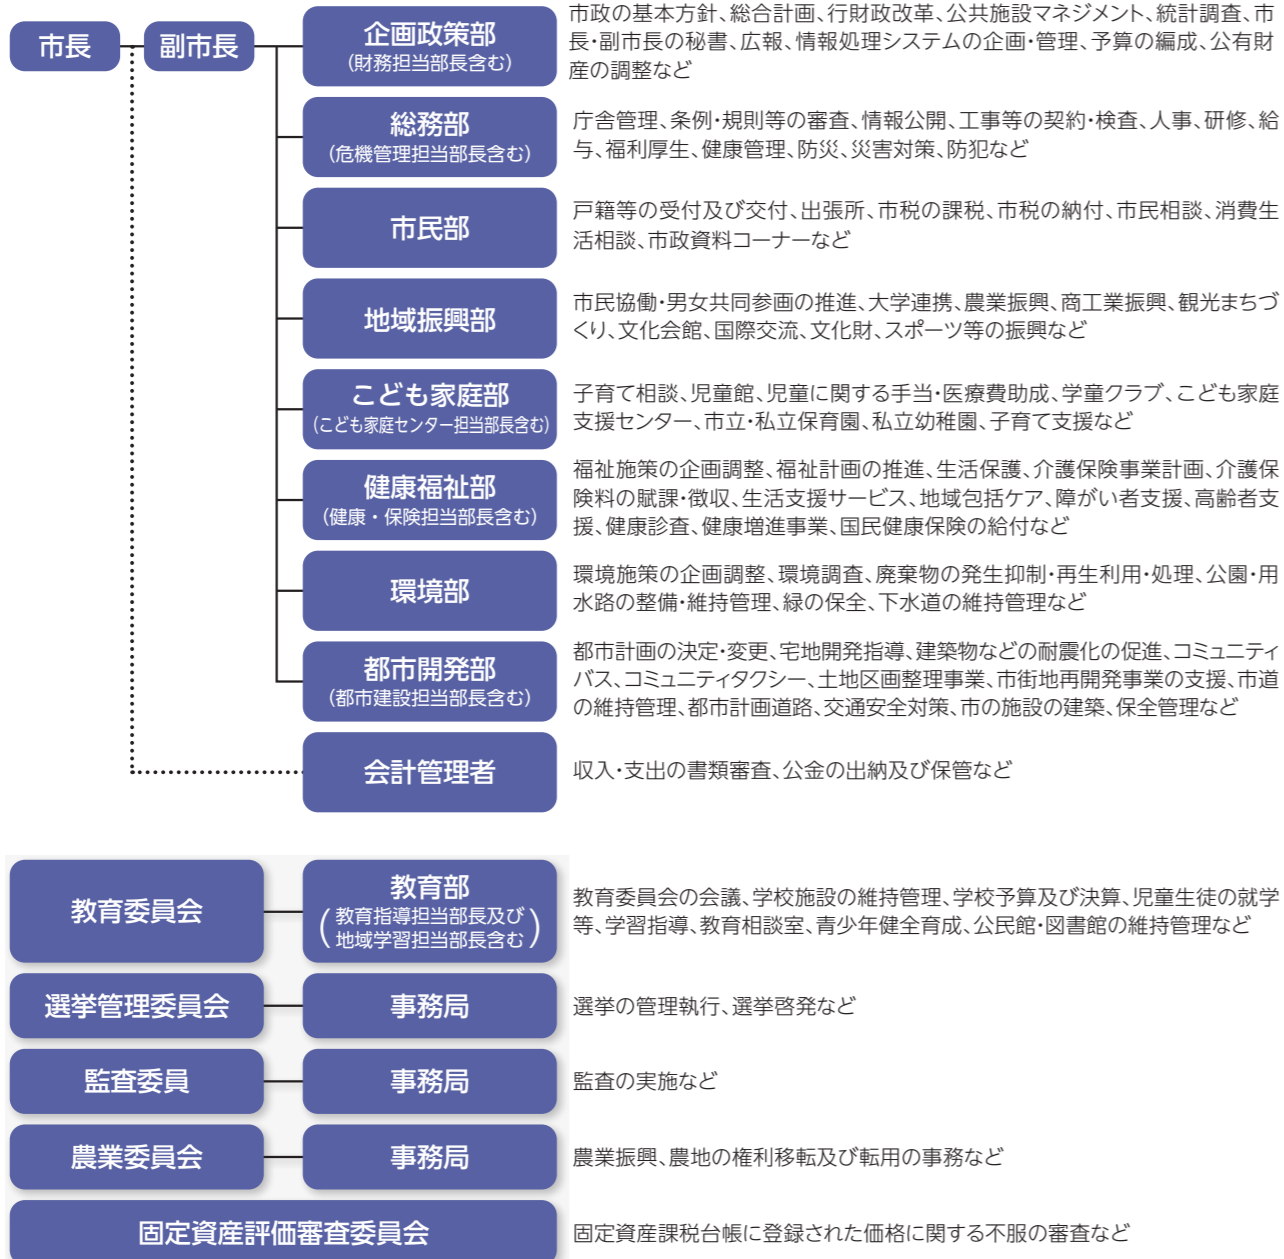 市長
副市長
企画政策部
(財務担当部長含む)
市政の基本方針、総合計画、行財政改革、公共施設マネジメント、統計調査、市
長・副市長の秘書、広報、情報処理システムの企画・管理、予算の編成、公有財
産の調整など
総務部
(危機管理担当部長含む)
庁舎管理、条例・規則等の審査、情報公開、工事等の契約・検査、人事、研修、給
与、福利厚生、健康管理、防災、災害対策、防犯など
市民部
戸籍等の受付及び交付、出張所、市税の課税、市税の納付、市民相談、消費生
活相談、市政資料コーナーなど
地域振興部
市民協働・男女共同参画の推進、大学連携、農業振興、商工業振興、観光まちづ
くり、文化会館、国際交流、文化財、スポーツ等の振興など
こども家庭部
(こども家庭センター担当部長含む)
子育て相談、児童館、児童に関する手当・医療費助成、学童クラブ、こども家庭
支援センター、市立・私立保育園、私立幼稚園、子育て支援など
健康福祉部
(健康・保険担当部長含む)
福祉施策の企画調整、福祉計画の推進、生活保護、介護保険事業計画、介護保
険料の賦課・徴収、生活支援サービス、地域包括ケア、障がい者支援、高齢者支
援、健康診査、健康増進事業、国民健康保険の給付など
環境部
環境施策の企画調整、環境調査、廃棄物の発生抑制・再生利用・処理、公園・用
水路の整備・維持管理、緑の保全、下水道の維持管理など
都市開発部
(都市建設担当部長含む)
都市計画の決定・変更、宅地開発指導、建築物などの耐震化の促進、コミュニティ
バス、コミュニティタクシー、土地区画整理事業、市街地再開発事業の支援、市道
の維持管理、都市計画道路、交通安全対策、市の施設の建築、保全管理など
会計管理者
収入・支出の書類審査、公金の出納及び保管など
教育委員会
教育部
(教育指導担当部長及び
地域学習担当部長含む)
教育委員会の会議、学校施設の維持管理、学校予算及び決算、児童生徒の就学
等、学習指導、教育相談室、青少年健全育成、公民館・図書館の維持管理など
選挙管理委員会
事務局
選挙の管理執行、選挙啓発など
監査委員
事務局
監査の実施など
農業委員会
事務局
農業振興、農地の権利移転及び転用の事務など
固定資産評価審査委員会
固定資産課税台帳に登録された価格に関する不服の審査など